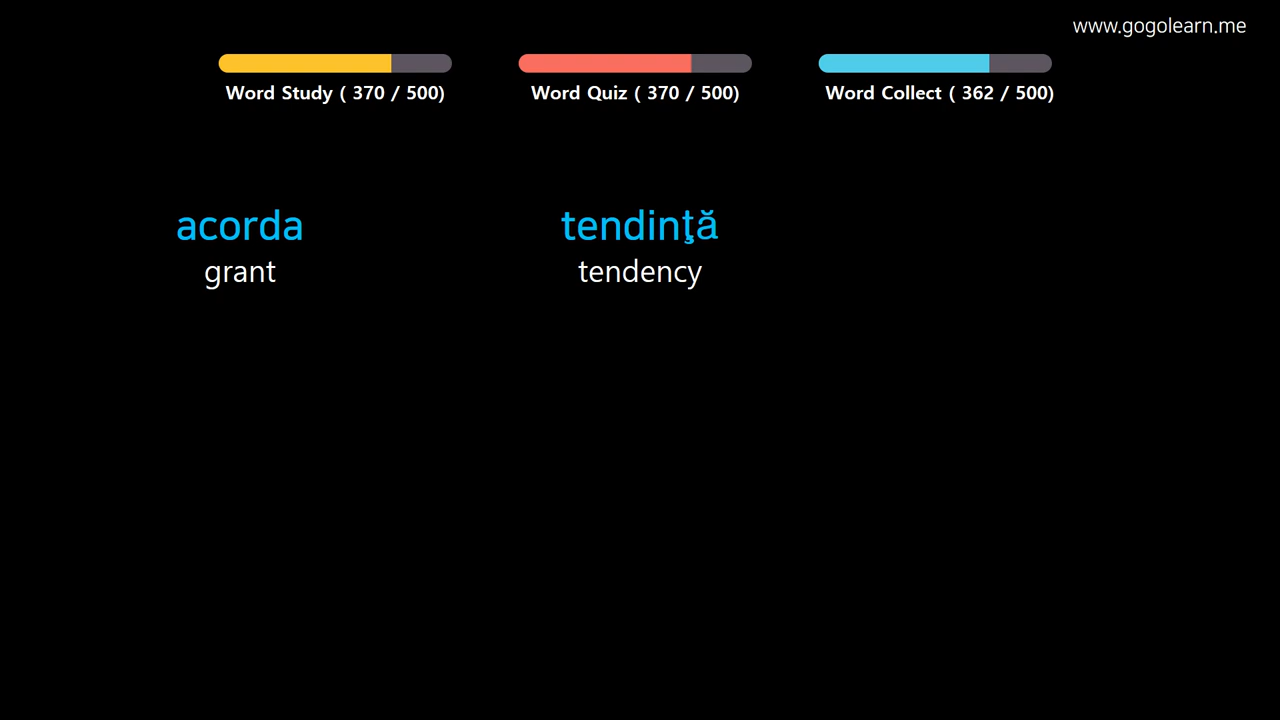 www.gogolearn.me
Word Study ( 370 / 500)
Word Quiz ( 370 / 500)
Word Collect ( 362 / 500)
acorda
grant
tendinţă
tendency